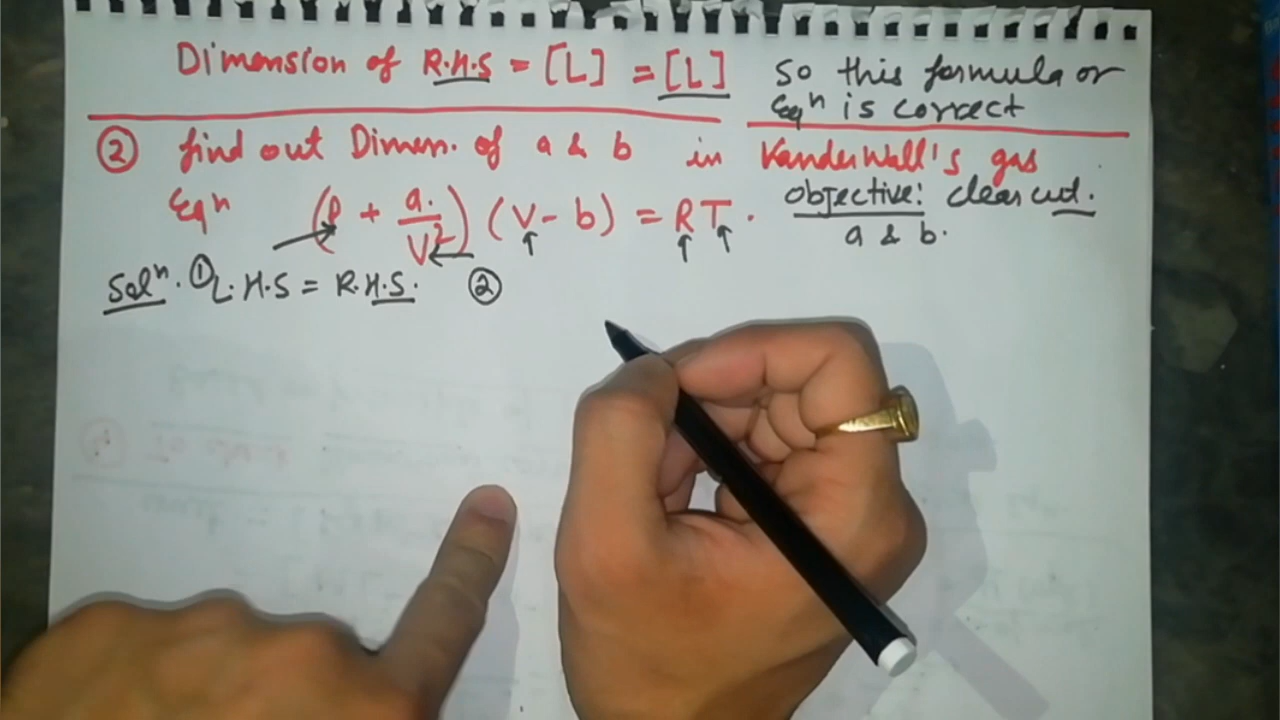 Dimension of R.H.S = [L] = [L] So this formula or
Eqⁿ is correct
② find out Dimen. of a & b in VanderWall's gas
Eqⁿ (P + a/V²) (V - b) = RT. objective: clear cut.
a & b.
Solⁿ. ① L.H.S = R.H.S. ②